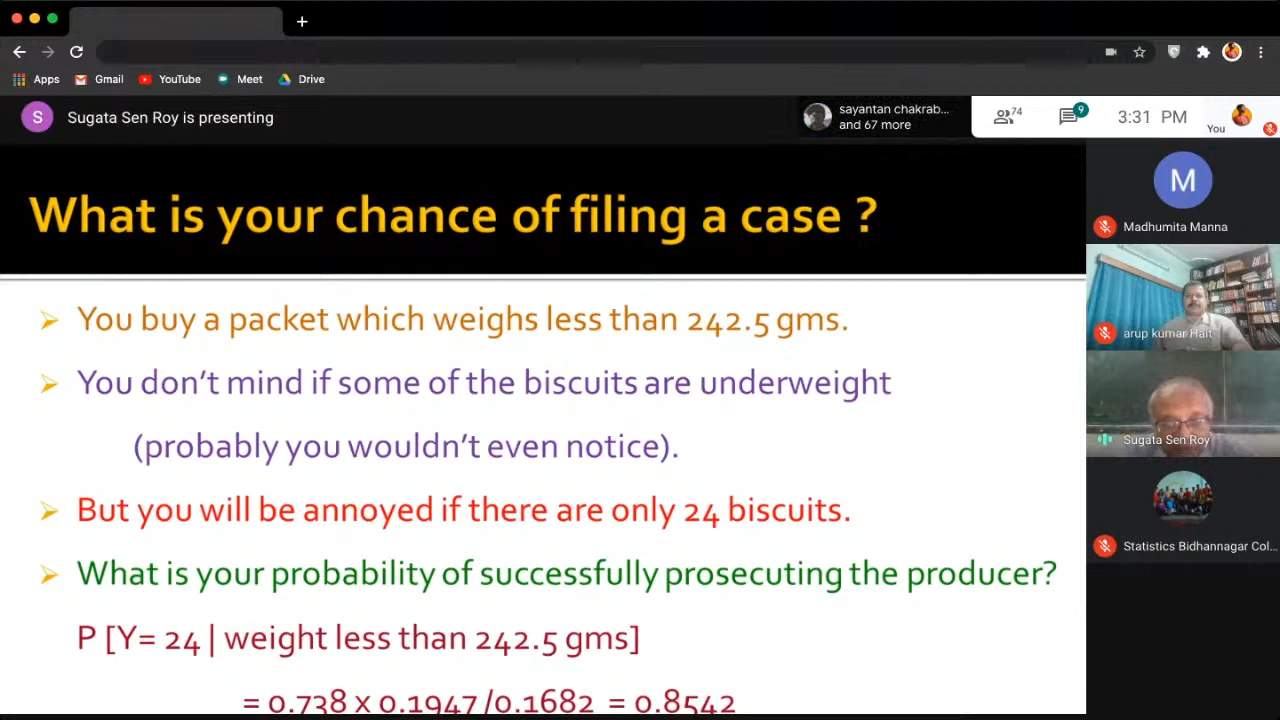 Apps Gmail YouTube Meet Drive
S Sugata Sen Roy is presenting
sayantan chakrab...
and 67 more
74
9
3:31 PM
You
What is your chance of filing a case ?
You buy a packet which weighs less than 242.5 gms.
You don't mind if some of the biscuits are underweight
(probably you wouldn't even notice).
But you will be annoyed if there are only 24 biscuits.
What is your probability of successfully prosecuting the producer?
P [Y= 24 | weight less than 242.5 gms]
= 0.738 x 0.1947 /0.1682 = 0.8542
M
Madhumita Manna
arup kumar Hait
Sugata Sen Roy
Statistics Bidhannagar Col...